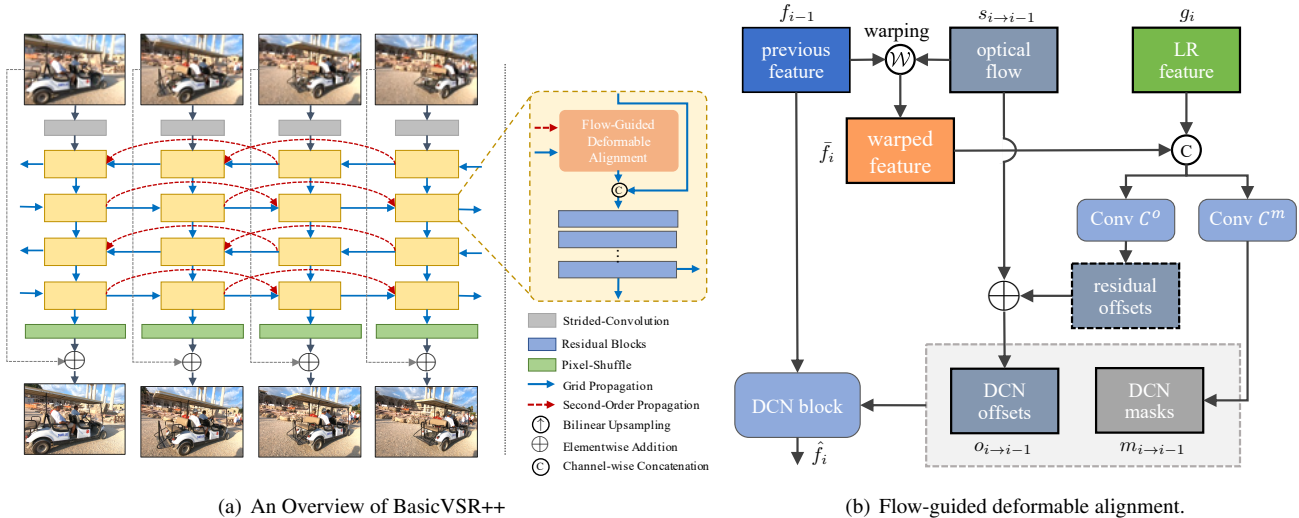 Flow-Guided
Deformable
Alignment
C
Strided-Convolution
Residual Blocks
Pixel-Shuffle
Grid Propagation
Second-Order Propagation
Bilinear Upsampling
Elementwise Addition
C Channel-wise Concatenation
(a) An Overview of BasicVSR++
f_{i−1}
s_{i→i−1}
g_i
previous
feature
warping
W
optical
flow
LR
feature
f̄_i
warped
feature
C
Conv C^o
Conv C^m
residual
offsets
DCN block
DCN
offsets
DCN
masks
o_{i→i−1}
m_{i→i−1}
f̂_i
(b) Flow-guided deformable alignment.